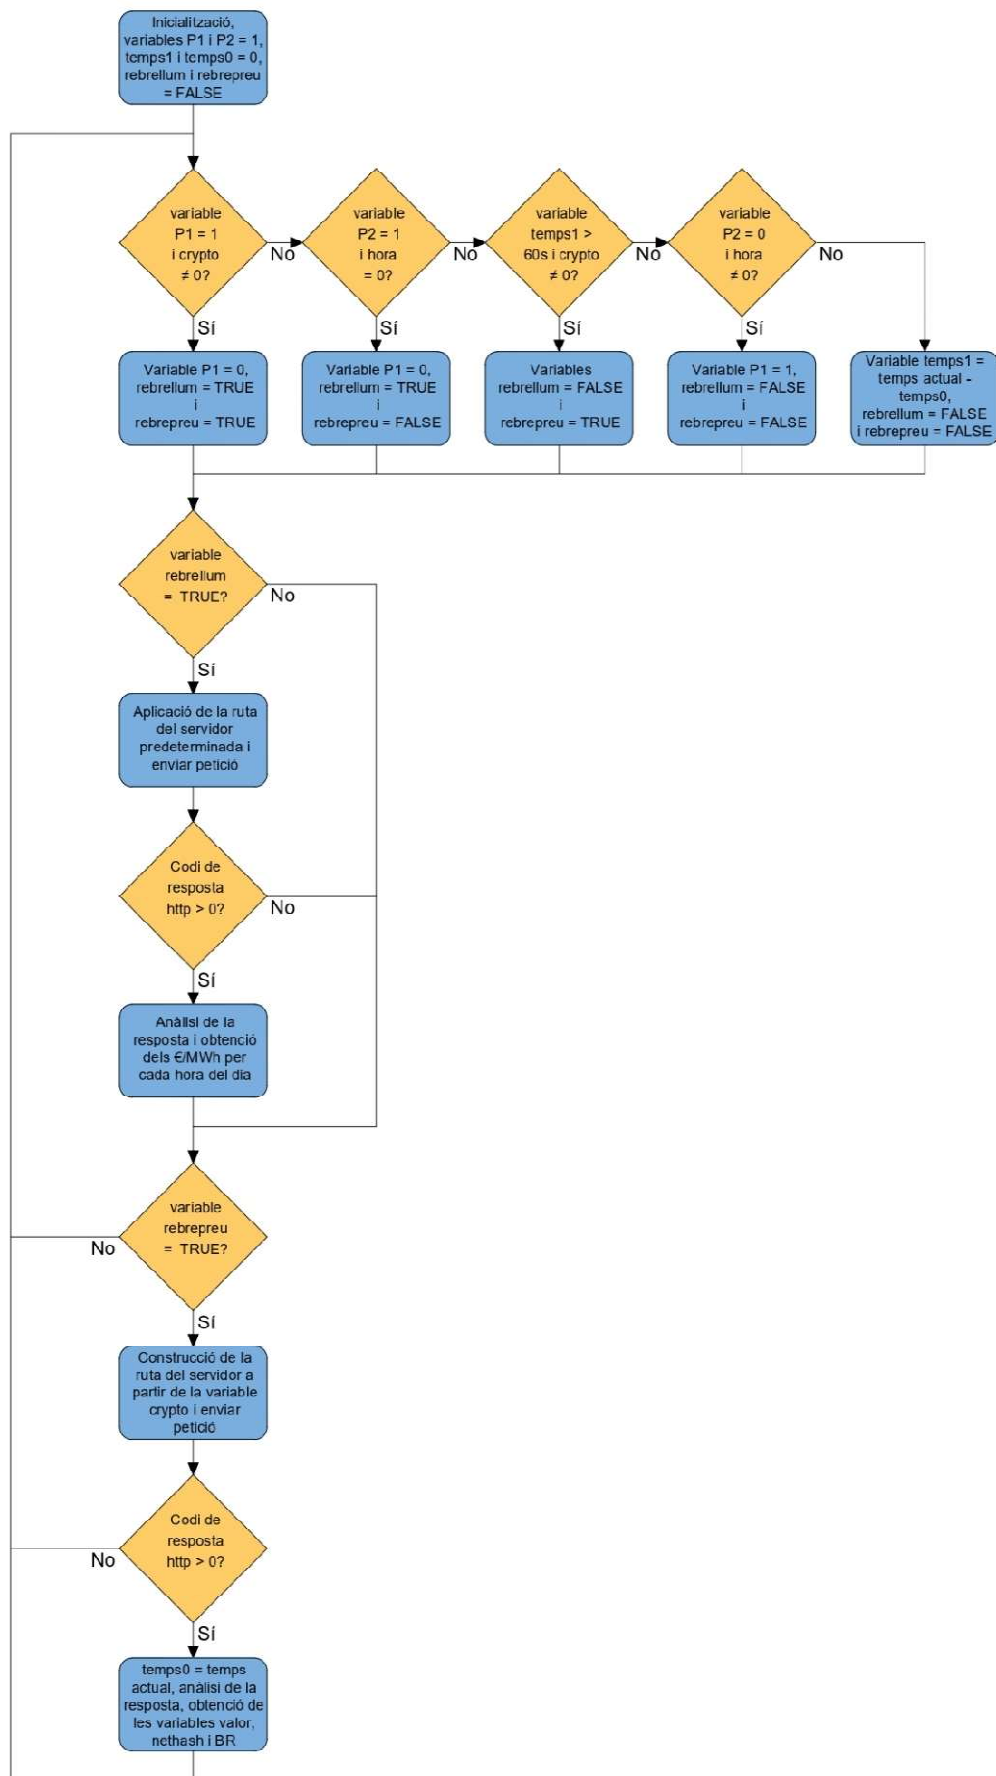 Inicialització,
variables P1 i P2 = 1,
temps1 i temps0 = 0,
rebrellum i rebrepreu
= FALSE
variable
P1 = 1
i crypto
≠ 0?
No
variable
P2 = 1
i hora
= 0?
No
variable
temps1 >
60s i crypto
≠ 0?
No
variable
P2 = 0
i hora
≠ 0?
No
Sí
Sí
Sí
Sí
Variable P1 = 0,
rebrellum = TRUE
i
rebrepreu = TRUE
Variable P1 = 0,
rebrellum = TRUE
i
rebrepreu = FALSE
Variables
rebrellum = FALSE
i
rebrepreu = TRUE
Variable P1 = 1,
rebrellum = FALSE
i
rebrepreu = FALSE
Variable temps1 =
temps actual -
temps0,
rebrellum = FALSE
i rebrepreu = FALSE
variable
rebrellum
= TRUE?
No
Sí
Aplicació de la ruta
del servidor
predeterminada i
enviar petició
Codi de
resposta
http > 0?
No
Sí
Anàlisi de la
resposta i obtenció
dels €/MWh per
cada hora del dia
variable
rebrepreu
= TRUE?
No
Sí
Construcció de la
ruta del servidor a
partir de la variable
crypto i enviar
petició
Codi de
resposta
http > 0?
No
Sí
temps0 = temps
actual, anàlisi de la
resposta, obtenció de
les variables valor,
nethash i BR